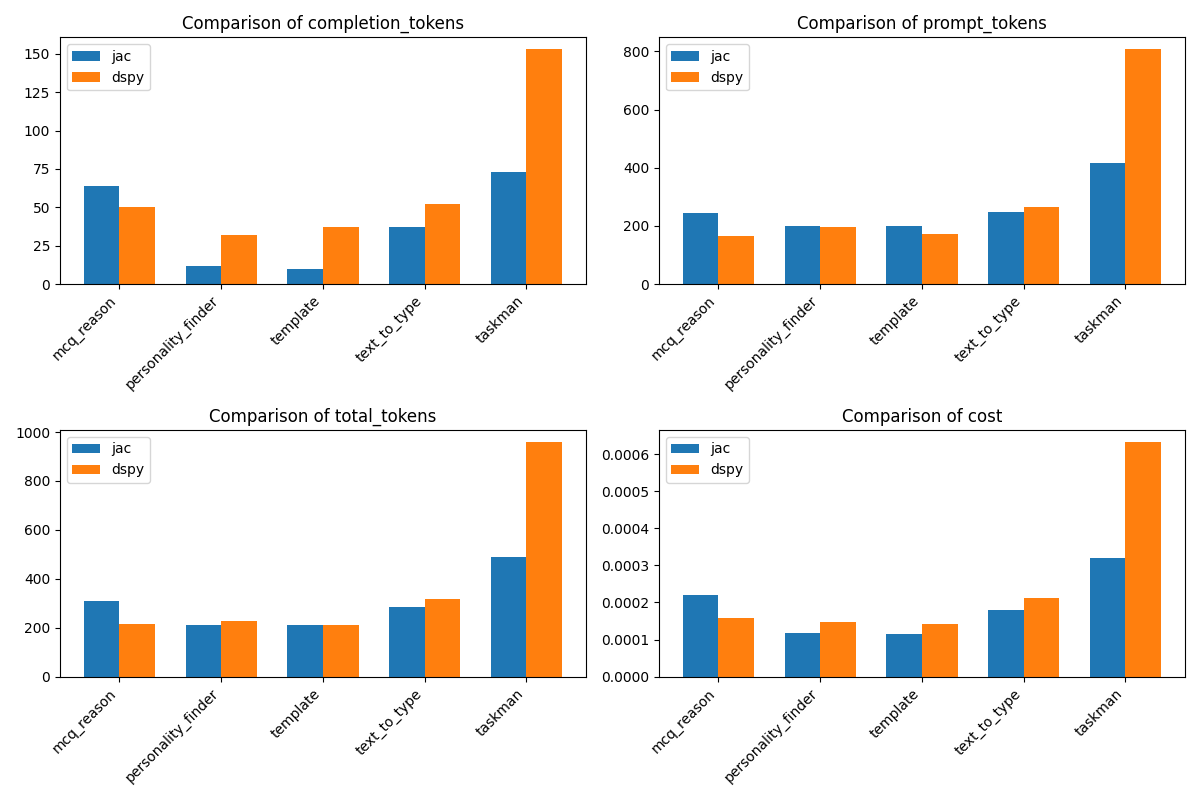 Comparison of completion_tokens
150
125
100
75
50
25
0
jac
dspy
mcq_reason
personality_finder
template
text_to_type
taskman
Comparison of prompt_tokens
800
600
400
200
0
jac
dspy
mcq_reason
personality_finder
template
text_to_type
taskman
Comparison of total_tokens
1000
800
600
400
200
0
jac
dspy
mcq_reason
personality_finder
template
text_to_type
taskman
Comparison of cost
0.0006
0.0005
0.0004
0.0003
0.0002
0.0001
0.0000
jac
dspy
mcq_reason
personality_finder
template
text_to_type
taskman